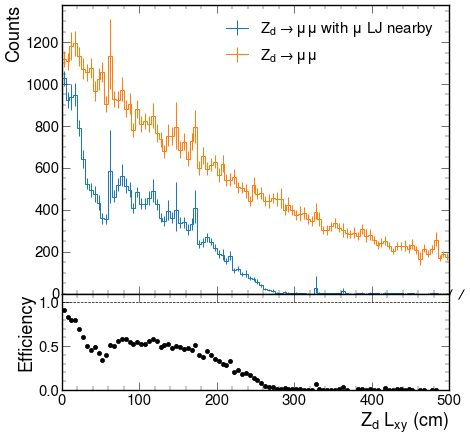 Counts
1200
1000
800
600
400
200
0
Z_d → μ μ with μ LJ nearby
Z_d → μ μ
Efficiency
1.0
0.5
0.0
0 100 200 300 400 500
Z_d L_xy (cm)